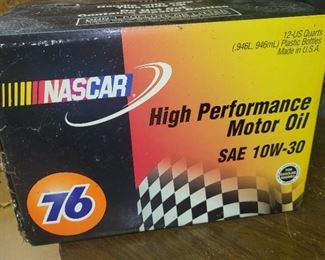 12-US Quarts
(.946L, 946mL) Plastic Bottles
Made in U.S.A.
NASCAR
High Performance
Motor Oil
SAE 10W-30
76